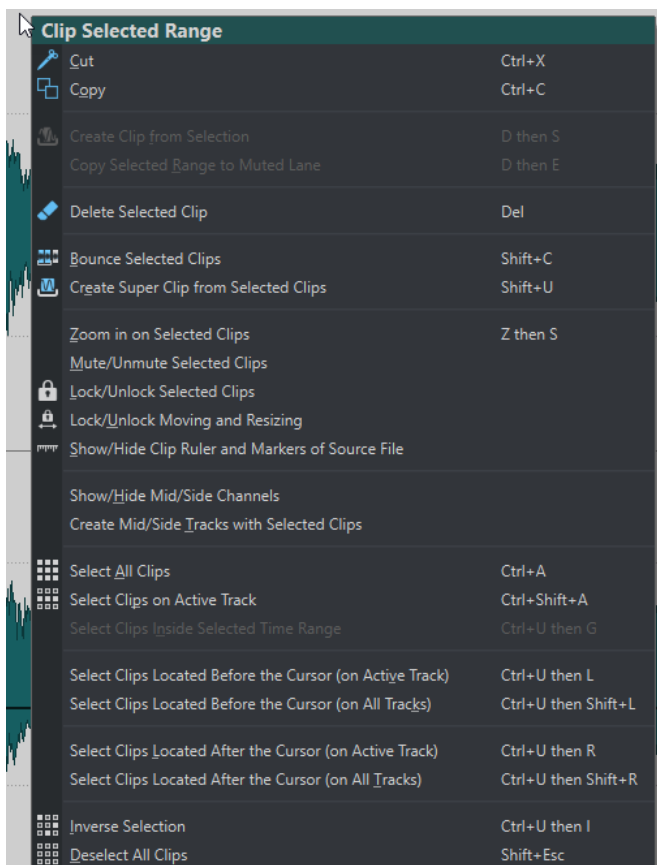 Clip Selected Range
Cut Ctrl+X
Copy Ctrl+C
Create Clip from Selection D then S
Copy Selected Range to Muted Lane D then E
Delete Selected Clip Del
Bounce Selected Clips Shift+C
Create Super Clip from Selected Clips Shift+U
Zoom in on Selected Clips Z then S
Mute/Unmute Selected Clips
Lock/Unlock Selected Clips
Lock/Unlock Moving and Resizing
Show/Hide Clip Ruler and Markers of Source File
Show/Hide Mid/Side Channels
Create Mid/Side Tracks with Selected Clips
Select All Clips Ctrl+A
Select Clips on Active Track Ctrl+Shift+A
Select Clips Inside Selected Time Range Ctrl+U then G
Select Clips Located Before the Cursor (on Active Track) Ctrl+U then L
Select Clips Located Before the Cursor (on All Tracks) Ctrl+U then Shift+L
Select Clips Located After the Cursor (on Active Track) Ctrl+U then R
Select Clips Located After the Cursor (on All Tracks) Ctrl+U then Shift+R
Inverse Selection Ctrl+U then I
Deselect All Clips Shift+Esc